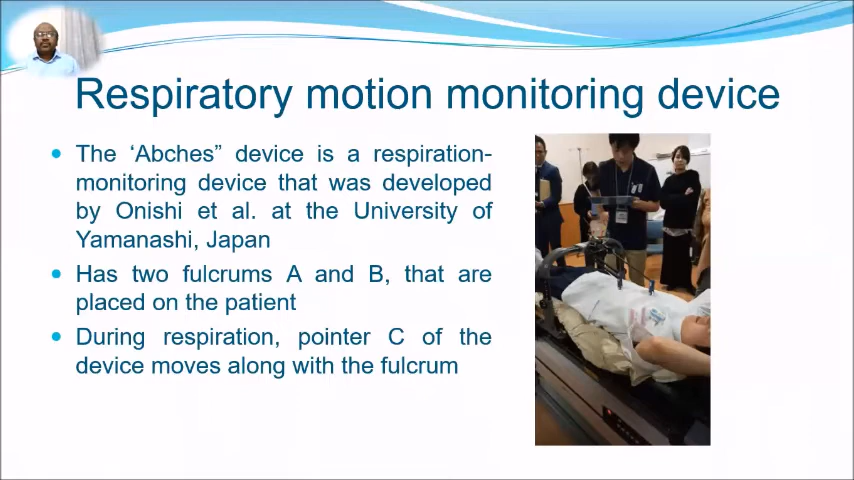 Respiratory motion monitoring device
The ‘Abches” device is a respiration-
monitoring device that was developed
by Onishi et al. at the University of
Yamanashi, Japan
Has two fulcrums A and B, that are
placed on the patient
During respiration, pointer C of the
device moves along with the fulcrum